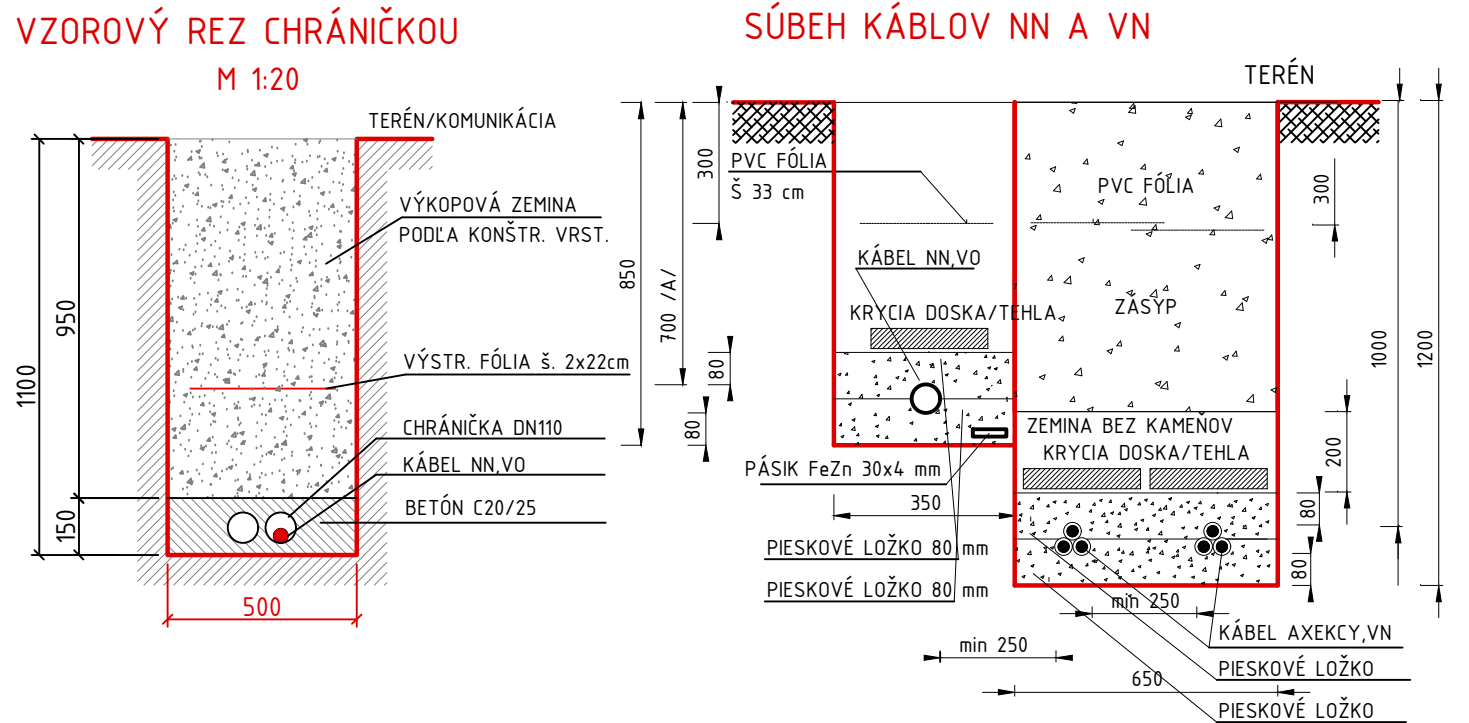 VZOROVÝ REZ CHRÁNIČKOU
M 1:20
TERÉN/KOMUNIKÁCIA
VÝKOPOVÁ ZEMINA
PODĽA KONŠTR. VRST.
VÝSTR. FÓLIA š. 2x22cm
CHRÁNIČKA DN110
KÁBEL NN,VO
BETÓN C20/25
1100
950
150
500
SÚBEH KÁBLOV NN A VN
TERÉN
850
700 /A/
300
80
80
PVC FÓLIA
Š 33 cm
KÁBEL NN,VO
KRYCIA DOSKA/TEHLA
PÁSIK FeZn 30x4 mm
350
PIESKOVÉ LOŽKO 80 mm
PIESKOVÉ LOŽKO 80 mm
min 250
PVC FÓLIA
ZÁSYP
ZEMINA BEZ KAMEŇOV
KRYCIA DOSKA/TEHLA
300
200
80
80
1000
1200
min 250
KÁBEL AXEKCY,VN
PIESKOVÉ LOŽKO
650
PIESKOVÉ LOŽKO